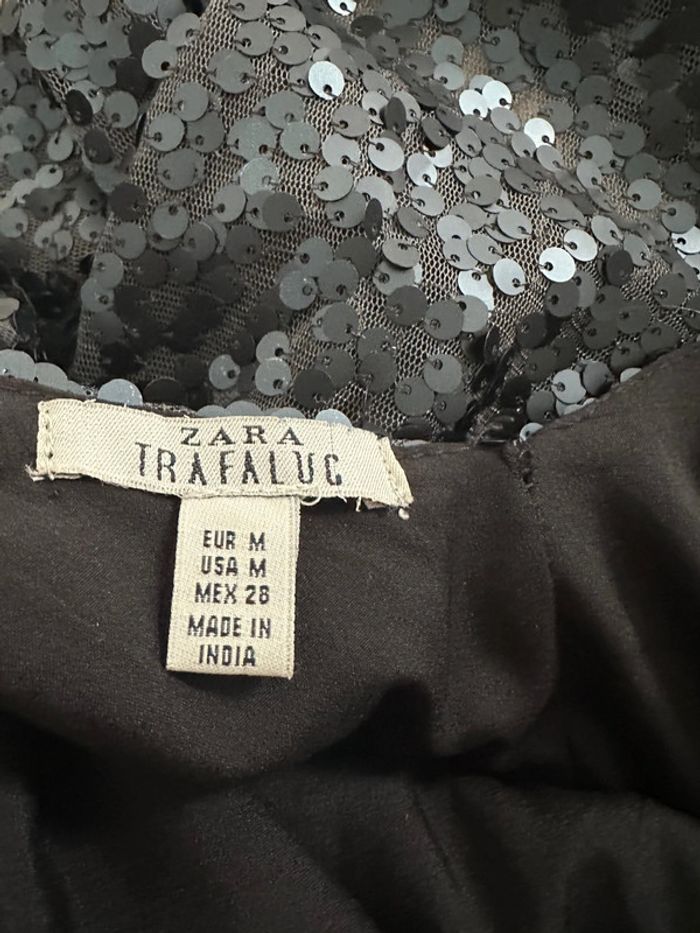 ZARA
TRAFALUC
EUR M
USA M
MEX 28
MADE IN
INDIA